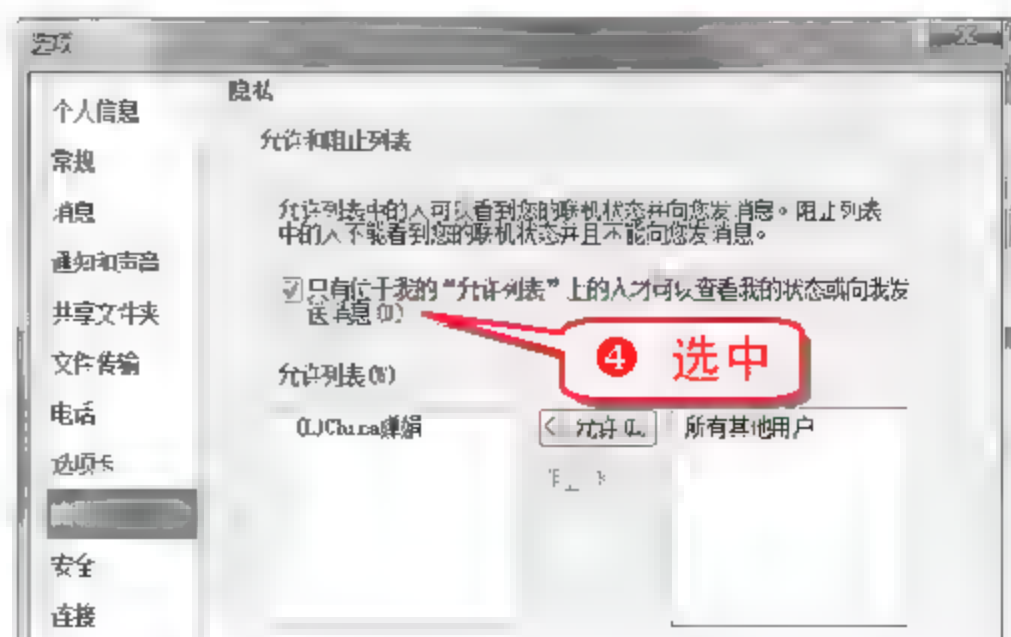 选项
隐私
个人信息
常规
消息
通知和声音
共享文件夹
文件传输
电话
选项卡
安全
连接
允许和阻止列表
允许列表中的人可以看到您的联机状态并向您发消息。阻止列表
中的人不能看到您的联机状态并且不能向您发消息。
只有位于我的“允许列表”上的人才可以查看我的状态或向我发
送消息(I)
❹ 选中
允许列表(W)
(L)China婵娟
< 允许(L
所有其他用户